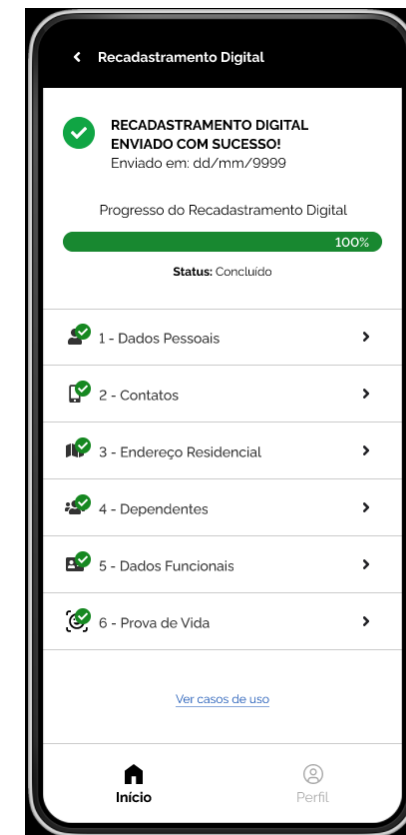 Recadastramento Digital
RECADASTRAMENTO DIGITAL
ENVIADO COM SUCESSO!
Enviado em: dd/mm/9999
Progresso do Recadastramento Digital
100%
Status: Concluído
1 - Dados Pessoais
2 - Contatos
3 - Endereço Residencial
4 - Dependentes
5 - Dados Funcionais
6 - Prova de Vida
Ver casos de uso
Início
Perfil